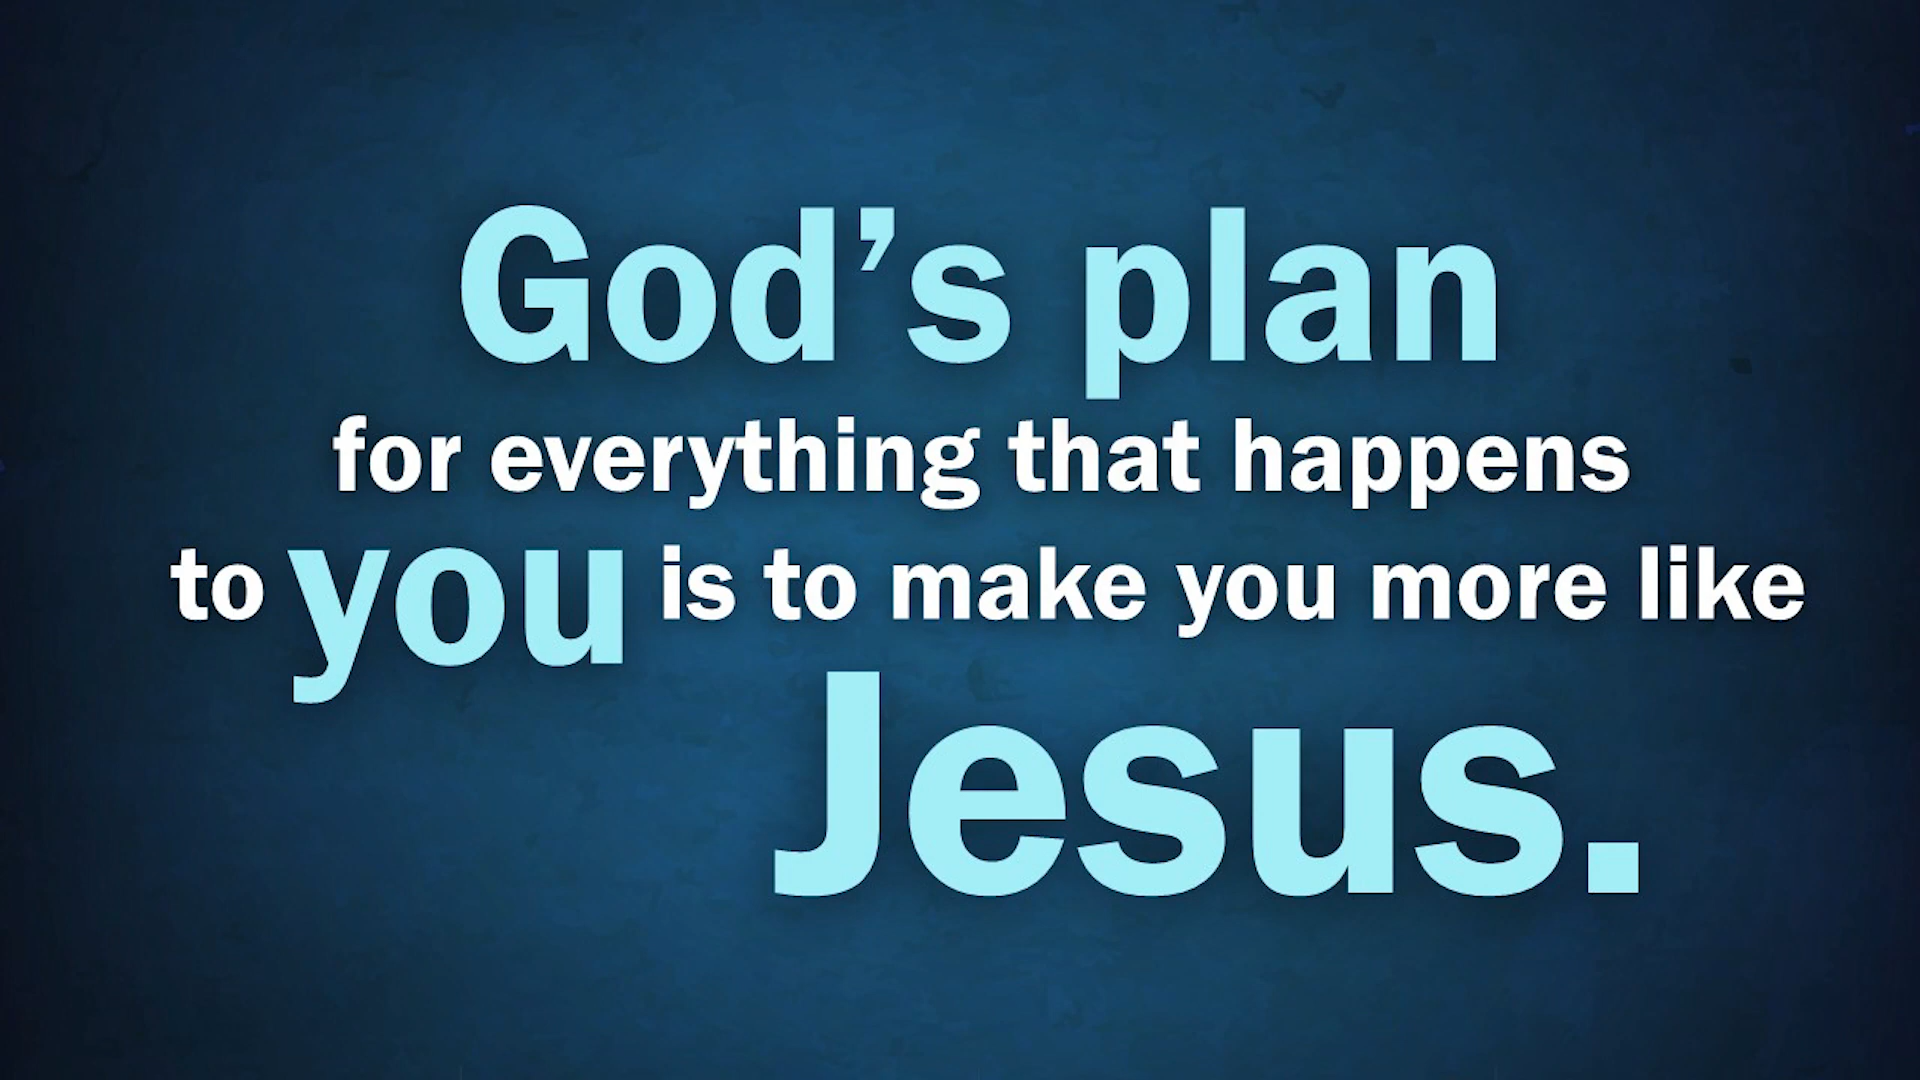 God’s plan
for everything that happens
to you is to make you more like
Jesus.